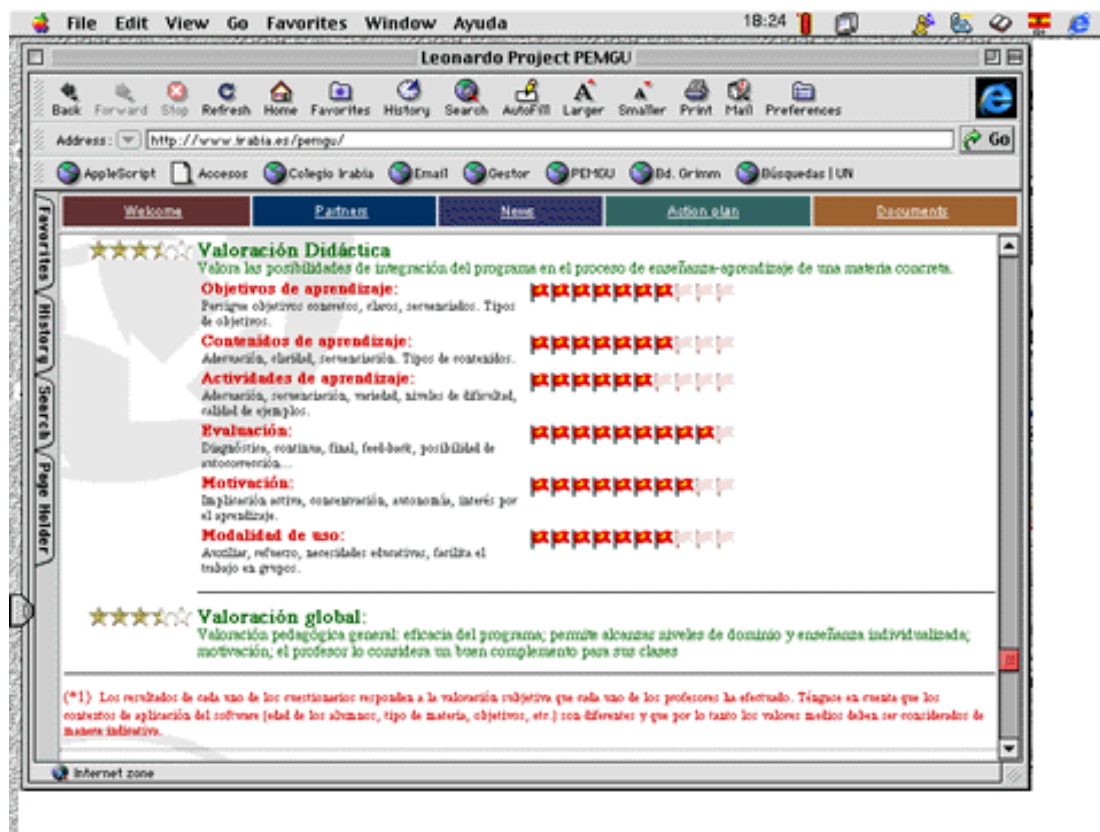 File Edit View Go Favorites Window Ayuda 18:24
Leonardo Project PEMGU
Back Forward Stop Refresh Home Favorites History Search AutoFill Larger Smaller Print Mail Preferences
Address: http://www.irabia.es/pemgu/ Go
AppleScript Accesos Colegio Irabia Email Gestor PEMGU Bd. Grimm Búsquedas | UN
Favorites
History
Search
Page Holder
Welcome Partners News Action plan Documents
Valoración Didáctica
Valora las posibilidades de integración del programa en el proceso de enseñanza-aprendizaje de una materia concreta.
Objetivos de aprendizaje:
Persigue objetivos concretos, claros, secuenciados. Tipos
de objetivos.
Contenidos de aprendizaje:
Adecuación, claridad, secuenciación. Tipos de contenidos.
Actividades de aprendizaje:
Adecuación, secuenciación, variedad, niveles de dificultad,
calidad de ejemplos.
Evaluación:
Diagnóstica, continua, final, feed-back, posibilidad de
autocorrección...
Motivación:
Implicación activa, concentración, autonomía, interés por
el aprendizaje.
Modalidad de uso:
Auxiliar, refuerzo, necesidades educativas, facilita el
trabajo en grupos.
Valoración global:
Valoración pedagógica general: eficacia del programa; permite alcanzar niveles de dominio y enseñanza individualizada;
motivación; el profesor lo considera un buen complemento para sus clases
(*1) Los resultados de cada uno de los cuestionarios responden a la valoración subjetiva que cada uno de los profesores ha efectuado. Téngase en cuenta que los
contextos de aplicación del software (edad de los alumnos, tipo de materia, objetivos, etc.) son diferentes y que por lo tanto los valores medios deben ser considerados de
manera indicativa.
Internet zone